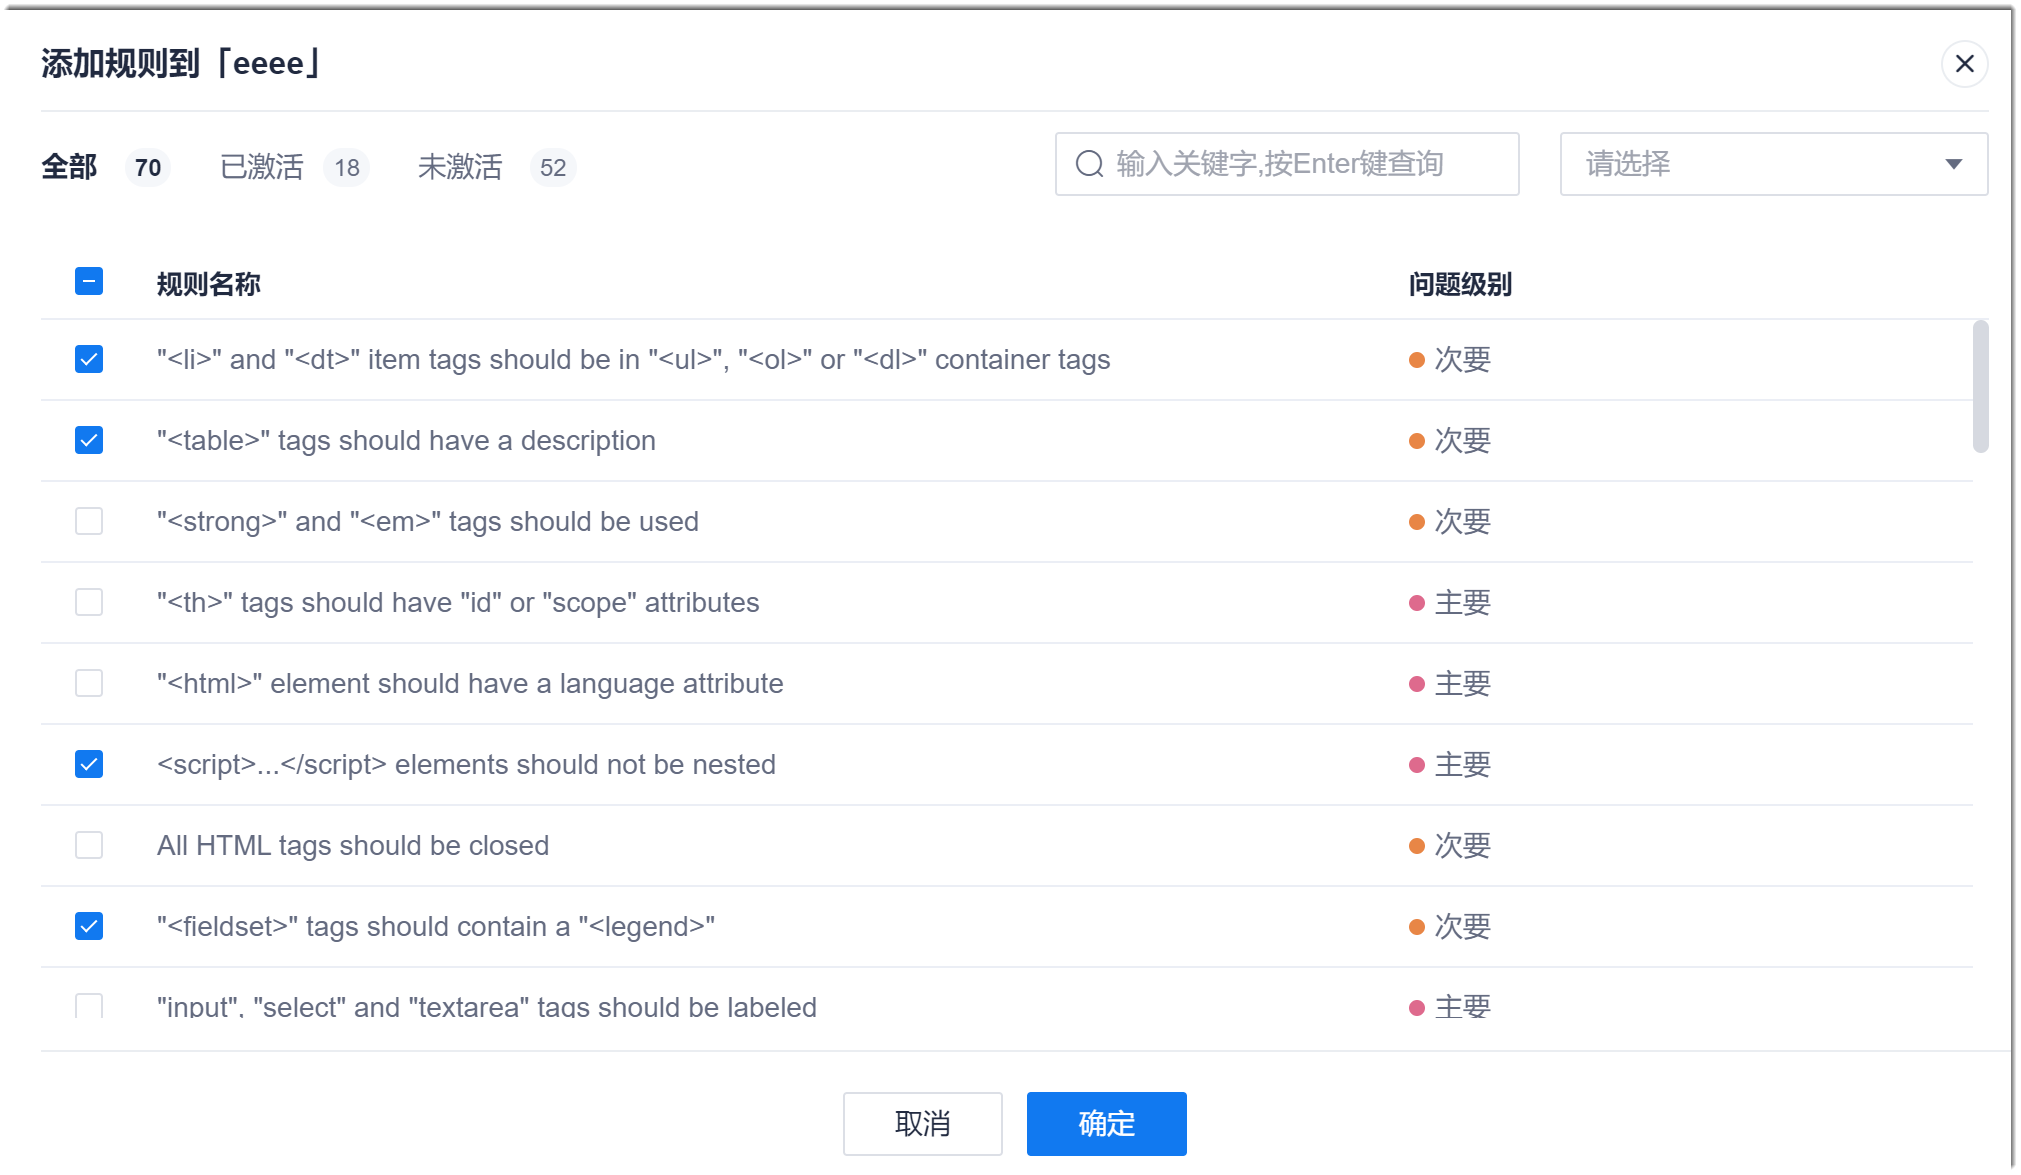 添加规则到「eeee」
全部 70 已激活 18 未激活 52 输入关键字,按Enter键查询 请选择
规则名称 问题级别
"<li>" and "<dt>" item tags should be in "<ul>", "<ol>" or "<dl>" container tags 次要
"<table>" tags should have a description 次要
"<strong>" and "<em>" tags should be used 次要
"<th>" tags should have "id" or "scope" attributes 主要
"<html>" element should have a language attribute 主要
<script>...</script> elements should not be nested 主要
All HTML tags should be closed 次要
"<fieldset>" tags should contain a "<legend>" 次要
"input", "select" and "textarea" tags should be labeled 主要
取消 确定